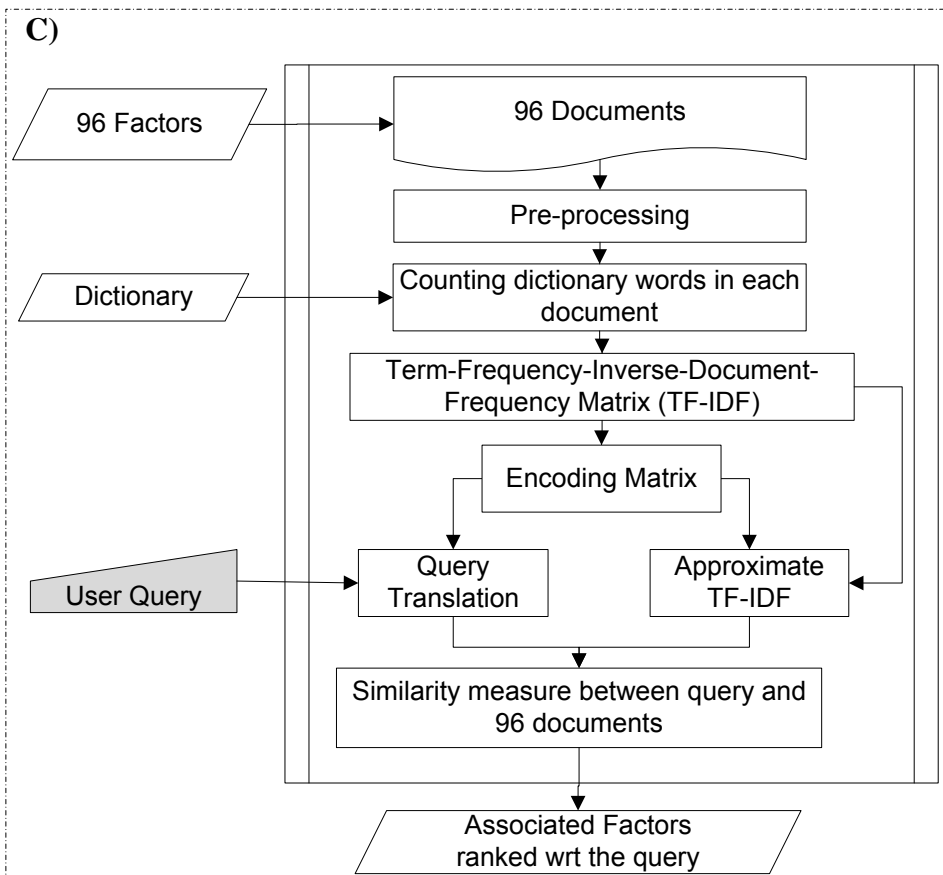 C)
96 Factors
96 Documents
Pre-processing
Dictionary
Counting dictionary words in each
document
Term-Frequency-Inverse-Document-
Frequency Matrix (TF-IDF)
Encoding Matrix
User Query
Query
Translation
Approximate
TF-IDF
Similarity measure between query and
96 documents
Associated Factors
ranked wrt the query